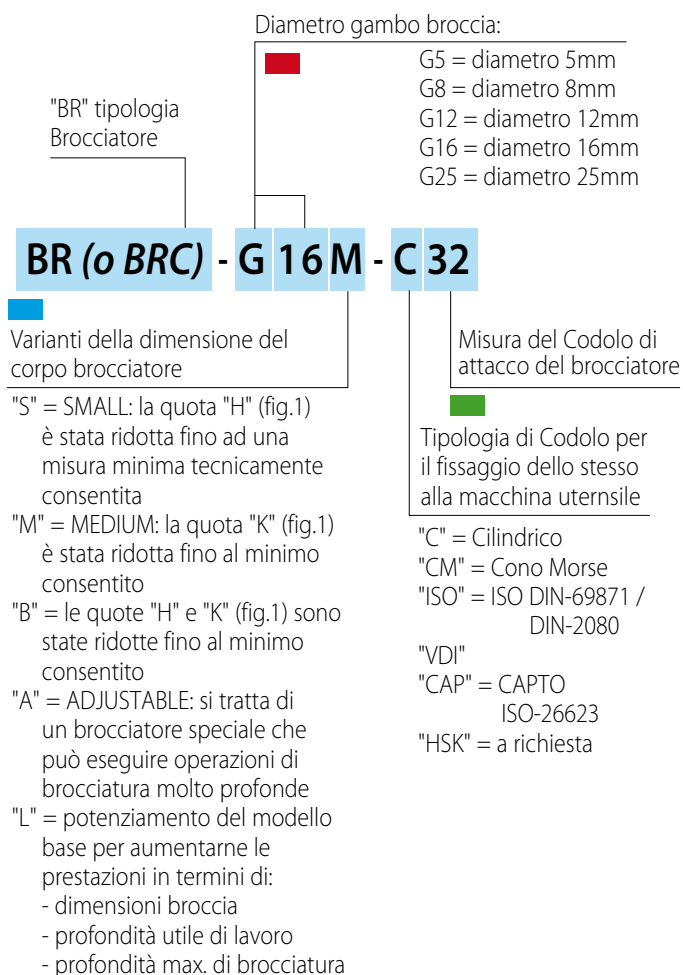 Diametro gambo broccia:
G5 = diametro 5mm
G8 = diametro 8mm
G12 = diametro 12mm
G16 = diametro 16mm
G25 = diametro 25mm
"BR" tipologia
Brocciatore
BR (o BRC) - G 16 M - C 32
Varianti della dimensione del
corpo brocciatore
"S" = SMALL: la quota "H" (fig.1)
è stata ridotta fino ad una
misura minima tecnicamente
consentita
"M" = MEDIUM: la quota "K" (fig.1)
è stata ridotta fino al minimo
consentito
"B" = le quote "H" e "K" (fig.1) sono
state ridotte fino al minimo
consentito
"A" = ADJUSTABLE: si tratta di
un brocciatore speciale che
può eseguire operazioni di
brocciatura molto profonde
"L" = potenziamento del modello
base per aumentarne le
prestazioni in termini di:
- dimensioni broccia
- profondità utile di lavoro
- profondità max. di brocciatura
Misura del Codolo di
attacco del brocciatore
Tipologia di Codolo per
il fissaggio dello stesso
alla macchina uternsile
"C" = Cilindrico
"CM" = Cono Morse
"ISO" = ISO DIN-69871 /
DIN-2080
"VDI"
"CAP" = CAPTO
ISO-26623
"HSK" = a richiesta